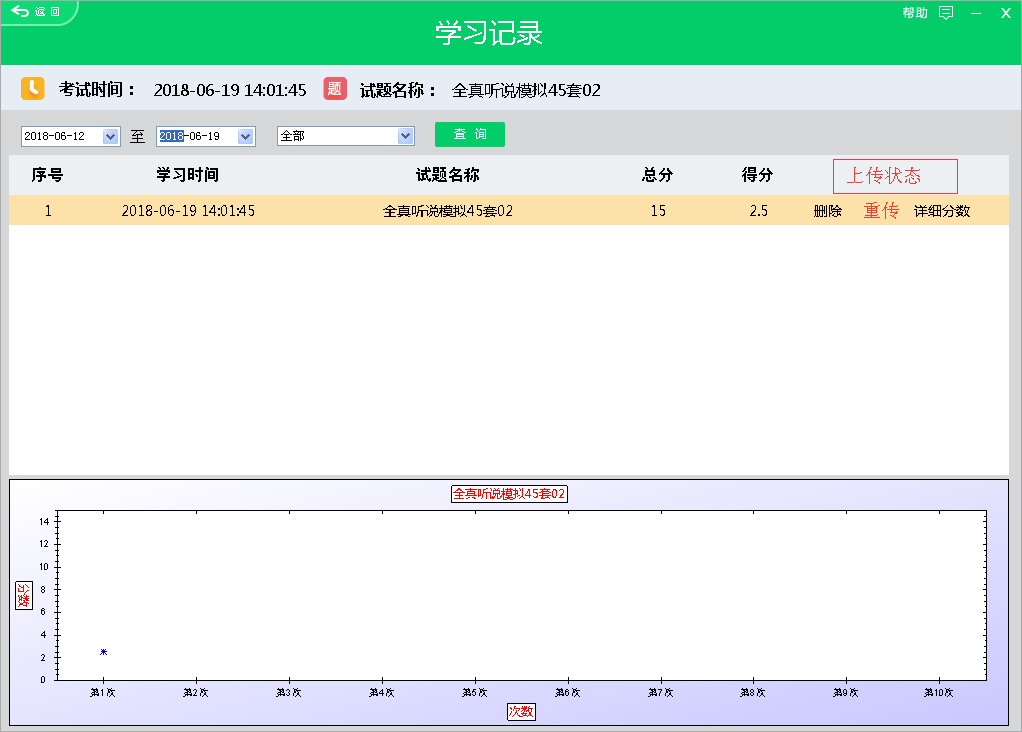 返 回
帮助
学习记录
考试时间： 2018-06-19 14:01:45 题 试题名称： 全真听说模拟45套02
2018-06-12 至 2018-06-19 全部 查 询
序号 学习时间 试题名称 总分 得分 上传状态
1 2018-06-19 14:01:45 全真听说模拟45套02 15 2.5 删除 重传 详细分数
全真听说模拟45套02
14
12
10
8
6
4
2
0
分数
第1次 第2次 第3次 第4次 第5次 第6次 第7次 第8次 第9次 第10次
次数